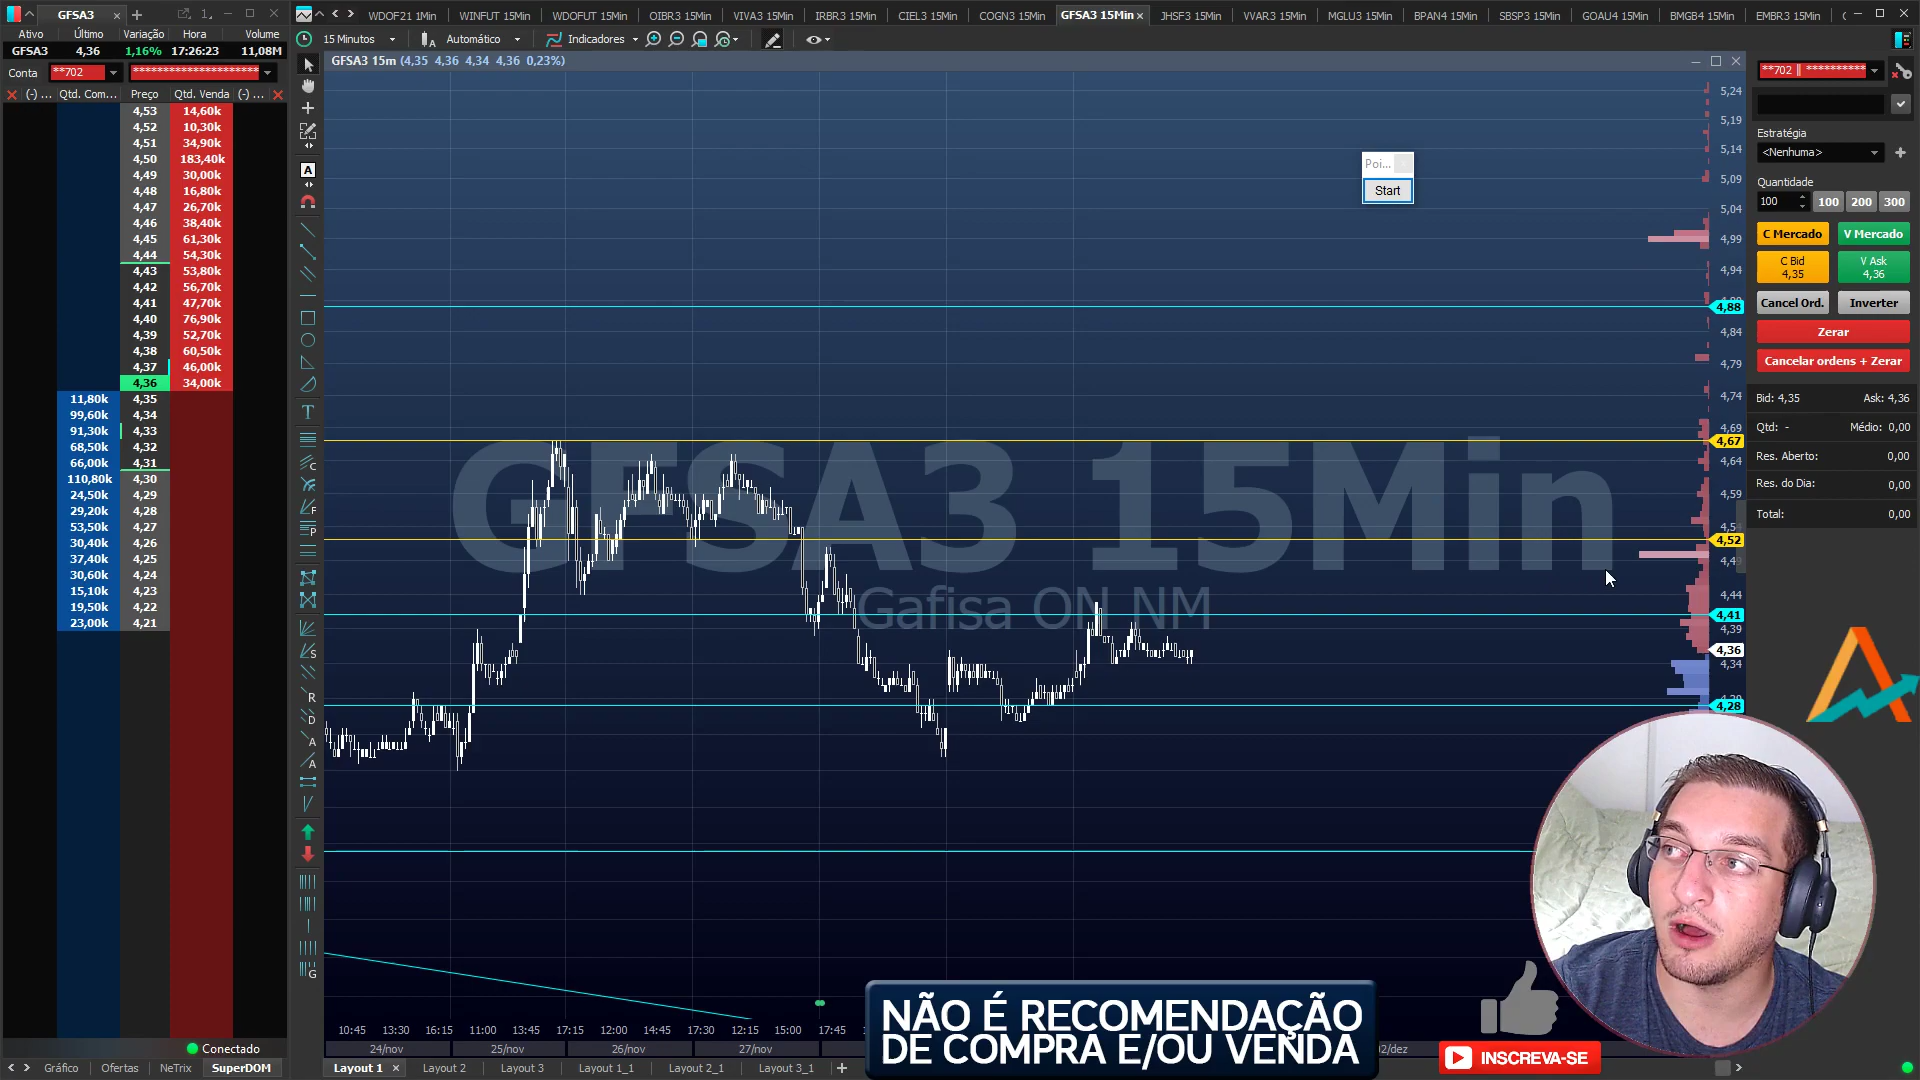 GFSA3
Ativo Último Variação Hora Volume
GFSA3 4,36 1,16% 17:26:23 11,08M
Conta **702 *********************
(-) ... Qtd. Com... Preço Qtd. Venda (-) ...
4,53 14,60k
4,52 10,30k
4,51 34,90k
4,50 183,40k
4,49 30,00k
4,48 16,80k
4,47 26,70k
4,46 38,40k
4,45 61,30k
4,44 54,30k
4,43 53,80k
4,42 56,70k
4,41 47,70k
4,40 76,90k
4,39 52,70k
4,38 60,50k
4,37 46,00k
4,36 34,00k
11,80k 4,35
99,60k 4,34
91,30k 4,33
68,50k 4,32
66,00k 4,31
110,80k 4,30
24,50k 4,29
29,20k 4,28
53,50k 4,27
30,40k 4,26
37,40k 4,25
30,60k 4,24
15,10k 4,23
19,50k 4,22
23,00k 4,21
Conectado
Gráfico Ofertas NeTrix SuperDOM
WDOF21 1Min WINFUT 15Min WDOFUT 15Min OIBR3 15Min VIVA3 15Min IRBR3 15Min CIEL3 15Min COGN3 15Min GFSA3 15Min JHSF3 15Min VVAR3 15Min MGLU3 15Min BPAN4 15Min SBSP3 15Min GOAU4 15Min BMGB4 15Min EMBR3 15Min
15 Minutos Automático Indicadores
GFSA3 15m (4,35 4,36 4,34 4,36 0,23%)
Poi...
Start
GFSA3 15Min
Gafisa ON NM
5,24
5,19
5,14
5,09
5,04
4,99
4,94
4,88
4,84
4,79
4,74
4,69
4,67
4,64
4,59
4,52
4,44
4,41
4,39
4,36
4,34
4,28
10:45 13:30 16:15 11:00 13:45 17:15 12:00 14:45 17:30 12:15 15:00 17:45
24/nov 25/nov 26/nov 27/nov
Layout 1 Layout 2 Layout 3 Layout 1_1 Layout 2_1 Layout 3_1
**702 || **********
Estratégia
<Nenhuma>
Quantidade
100 100 200 300
C Mercado V Mercado
C Bid V Ask
4,35 4,36
Cancel Ord. Inverter
Zerar
Cancelar ordens + Zerar
Bid: 4,35 Ask: 4,36
Qtd: - Médio: 0,00
Res. Aberto: 0,00
Res. do Dia: 0,00
Total: 0,00
NÃO É RECOMENDAÇÃO
DE COMPRA E/OU VENDA
INSCREVA-SE